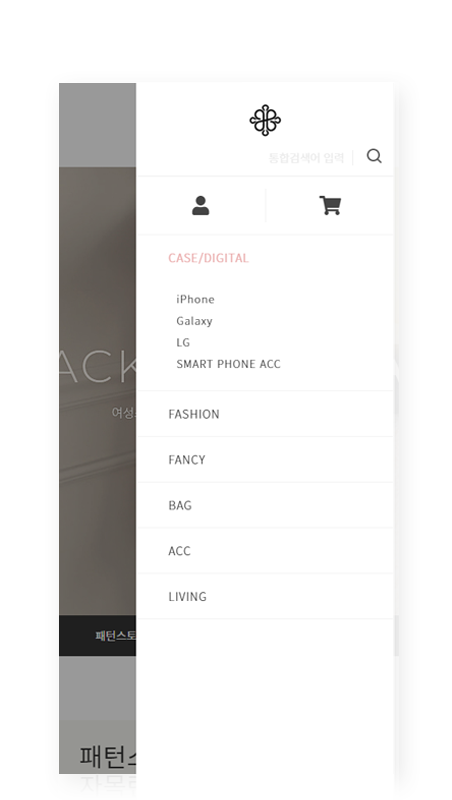 통합검색어 입력
CASE/DIGITAL
iPhone
Galaxy
LG
SMART PHONE ACC
ACK
여성
FASHION
FANCY
BAG
ACC
LIVING
패턴스토
패턴스